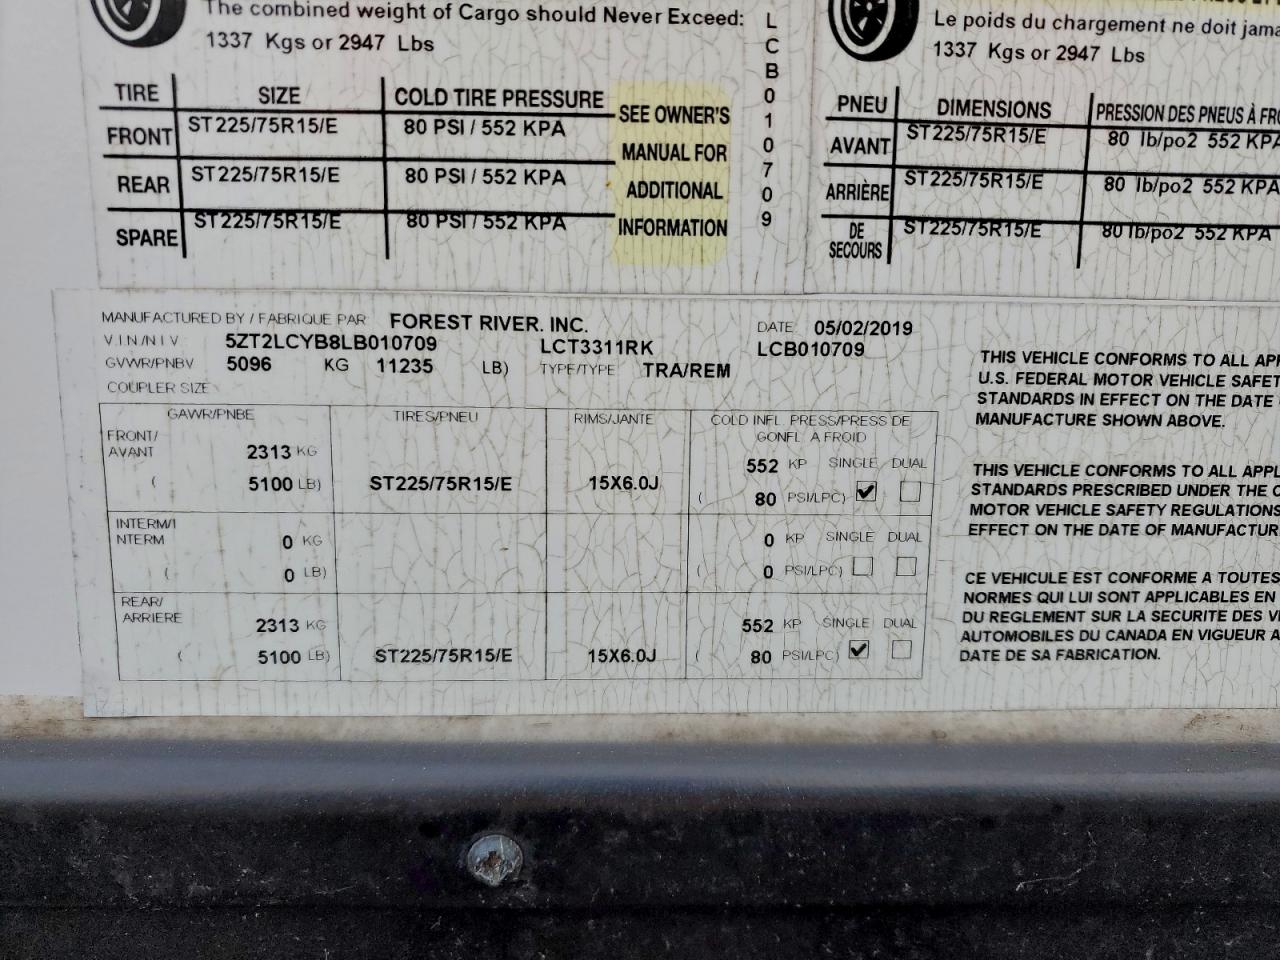 The combined weight of Cargo should Never Exceed:
1337 Kgs or 2947 Lbs
TIRE SIZE COLD TIRE PRESSURE
FRONT ST225/75R15/E 80 PSI / 552 KPA
REAR ST225/75R15/E 80 PSI / 552 KPA
SPARE ST225/75R15/E 80 PSI / 552 KPA
SEE OWNER'S
MANUAL FOR
ADDITIONAL
INFORMATION
LCB010709
Le poids du chargement ne doit jama
1337 Kgs or 2947 Lbs
PNEU DIMENSIONS PRESSION DES PNEUS À FRO
AVANT ST225/75R15/E 80 lb/po2 552 KPA
ARRIÈRE ST225/75R15/E 80 lb/po2 552 KPA
DE
SECOURS ST225/75R15/E 80 lb/po2 552 KPA
MANUFACTURED BY / FABRIQUE PAR FOREST RIVER. INC. DATE 05/02/2019
V.I.N/N I V 5ZT2LCYB8LB010709 LCT3311RK LCB010709
GVWR/PNBV 5096 KG 11235 LB) TYPE/TYPE TRA/REM
COUPLER SIZE
GAWR/PNBE TIRES/PNEU RIMS/JANTE COLD INFL PRESS/PRESS DE
GONFL A FROID
FRONT/
AVANT 2313 KG 552 KP SINGLE DUAL
( 5100 LB) ST225/75R15/E 15X6.0J ( 80 PSI/LPC)
INTERM/I
NTERM 0 KG 0 KP SINGLE DUAL
( 0 LB) ( 0 PSI/LPC)
REAR/
ARRIERE 2313 KG 552 KP SINGLE DUAL
( 5100 LB) ST225/75R15/E 15X6.0J ( 80 PSI/LPC)
THIS VEHICLE CONFORMS TO ALL APP
U.S. FEDERAL MOTOR VEHICLE SAFET
STANDARDS IN EFFECT ON THE DATE
MANUFACTURE SHOWN ABOVE.
THIS VEHICLE CONFORMS TO ALL APPL
STANDARDS PRESCRIBED UNDER THE C
MOTOR VEHICLE SAFETY REGULATIONS
EFFECT ON THE DATE OF MANUFACTUR
CE VEHICULE EST CONFORME A TOUTES
NORMES QUI LUI SONT APPLICABLES EN
DU REGLEMENT SUR LA SECURITE DES VE
AUTOMOBILES DU CANADA EN VIGUEUR A
DATE DE SA FABRICATION.